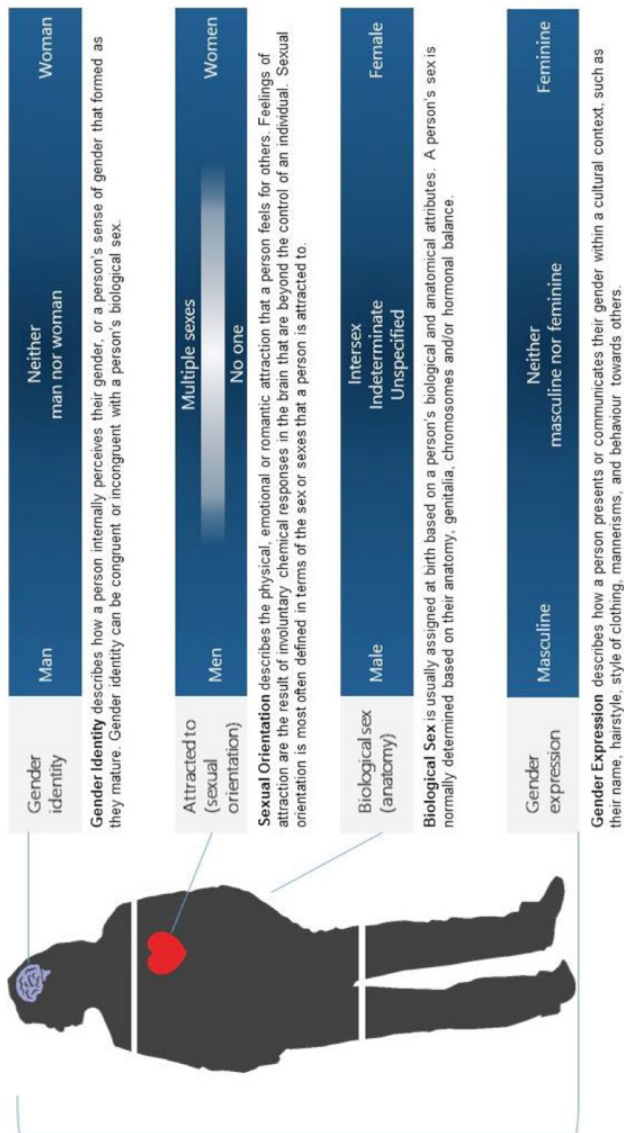 Gender
identity
Man
Neither
man nor woman
Woman
Gender Identity describes how a person internally perceives their gender, or a person's sense of gender that formed as
they mature. Gender identity can be congruent or incongruent with a person's biological sex.
Attracted to
(sexual
orientation)
Men
Multiple sexes
No one
Women
Sexual Orientation describes the physical, emotional or romantic attraction that a person feels for others. Feelings of
attraction are the result of involuntary chemical responses in the brain that are beyond the control of an individual. Sexual
orientation is most often defined in terms of the sex or sexes that a person is attracted to.
Biological sex
(anatomy)
Male
Intersex
Indeterminate
Unspecified
Female
Biological Sex is usually assigned at birth based on a person's biological and anatomical attributes. A person's sex is
normally determined based on their anatomy, genitalia, chromosomes and/or hormonal balance.
Gender
expression
Masculine
Neither
masculine nor feminine
Feminine
Gender Expression describes how a person presents or communicates their gender within a cultural context, such as
their name, hairstyle, style of clothing, mannerisms, and behaviour towards others.